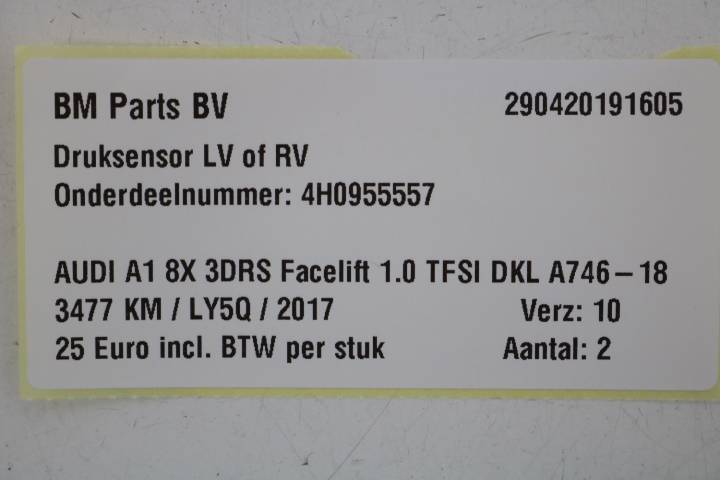 BM Parts BV 290420191605
Druksensor LV of RV
Onderdeelnummer: 4H0955557
AUDI A1 8X 3DRS Facelift 1.0 TFSI DKL A746-18
3477 KM / LY5Q / 2017 Verz: 10
25 Euro incl. BTW per stuk Aantal: 2